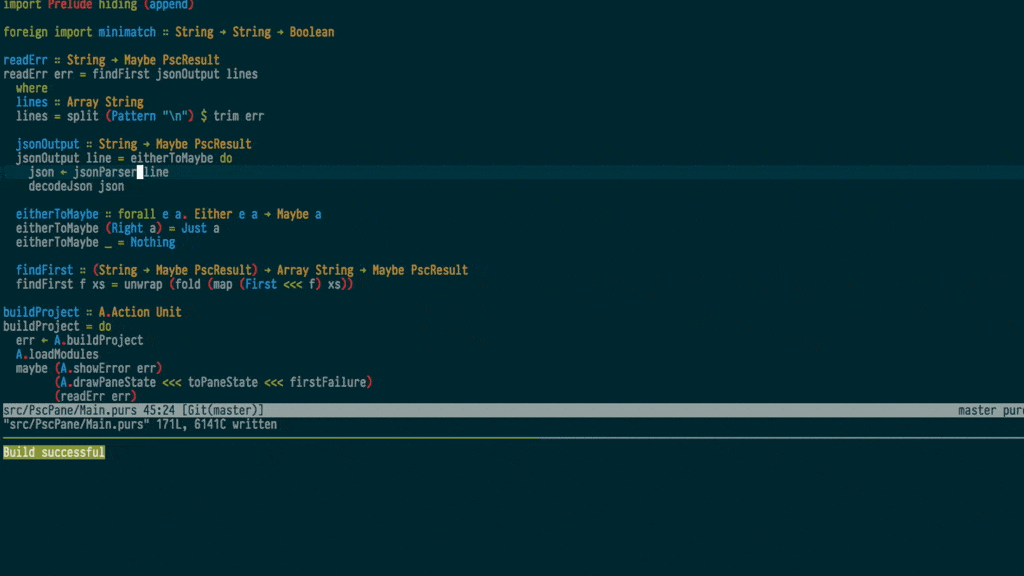 import Prelude hiding (append)
foreign import minimatch :: String → String → Boolean
readErr :: String → Maybe PscResult
readErr err = findFirst jsonOutput lines
where
lines :: Array String
lines = split (Pattern "\n") $ trim err
jsonOutput :: String → Maybe PscResult
jsonOutput line = eitherToMaybe do
json ← jsonParser line
decodeJson json
eitherToMaybe :: forall e a. Either e a → Maybe a
eitherToMaybe (Right a) = Just a
eitherToMaybe _ = Nothing
findFirst :: (String → Maybe PscResult) → Array String → Maybe PscResult
findFirst f xs = unwrap (fold (map (First <<< f) xs))
buildProject :: A.Action Unit
buildProject = do
err ← A.buildProject
A.loadModules
maybe (A.showError err)
(A.drawPaneState <<< toPaneState <<< firstFailure)
(readErr err)
src/PscPane/Main.purs 45:24 [Git(master)] master pure
"src/PscPane/Main.purs" 171L, 6141C written
Build successful